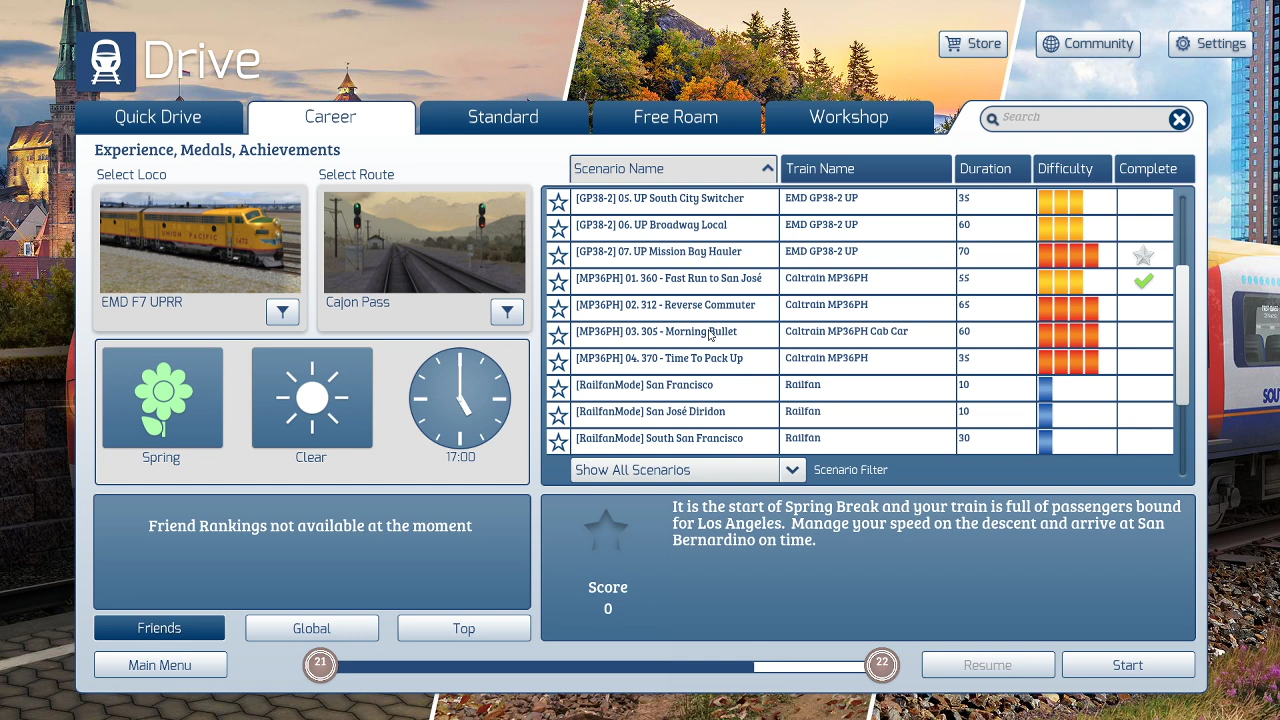 Drive
Store
Community
Settings
Quick Drive
Career
Standard
Free Roam
Workshop
Search
Experience, Medals, Achievements
Select Loco
Select Route
EMD F7 UPRR
Cajon Pass
Spring
Clear
17:00
Scenario Name
Train Name
Duration
Difficulty
Complete
[GP38-2] 05. UP South City Switcher EMD GP38-2 UP 35
[GP38-2] 06. UP Broadway Local EMD GP38-2 UP 60
[GP38-2] 07. UP Mission Bay Hauler EMD GP38-2 UP 70
[MP36PH] 01. 360 - Fast Run to San José Caltrain MP36PH 55
[MP36PH] 02. 312 - Reverse Commuter Caltrain MP36PH 65
[MP36PH] 03. 305 - Morning Bullet Caltrain MP36PH Cab Car 60
[MP36PH] 04. 370 - Time To Pack Up Caltrain MP36PH 35
[RailfanMode] San Francisco Railfan 10
[RailfanMode] San José Diridon Railfan 10
[RailfanMode] South San Francisco Railfan 30
Show All Scenarios
Scenario Filter
Friend Rankings not available at the moment
It is the start of Spring Break and your train is full of passengers bound
for Los Angeles. Manage your speed on the descent and arrive at San
Bernardino on time.
Score
0
Friends
Global
Top
Main Menu
21
22
Resume
Start
UNION PACIFIC
SOU